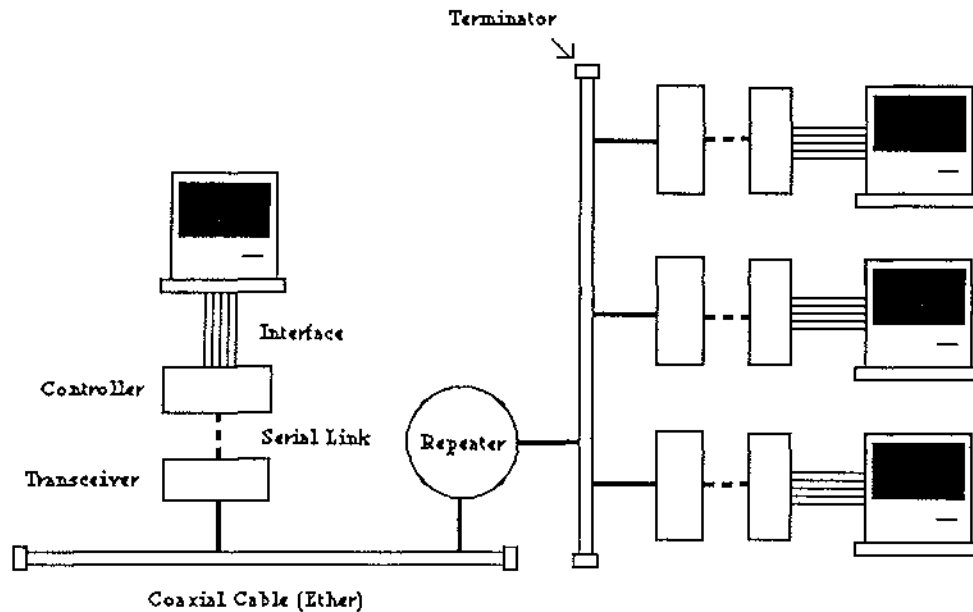 Terminator
Interface
Controller
Serial Link
Repeater
Transceiver
Coaxial Cable (Ether)